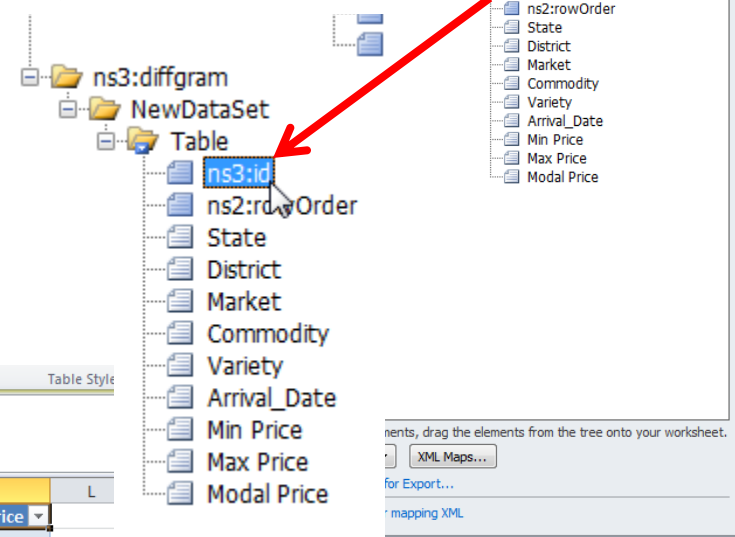 ns3:diffgram
NewDataSet
Table
ns3:id
ns2:rowOrder
State
District
Market
Commodity
Variety
Arrival_Date
Min Price
Max Price
Modal Price
ns2:rowOrder
State
District
Market
Commodity
Variety
Arrival_Date
Min Price
Max Price
Modal Price
Table Style
L
rice
ments, drag the elements from the tree onto your worksheet.
XML Maps...
for Export...
mapping XML